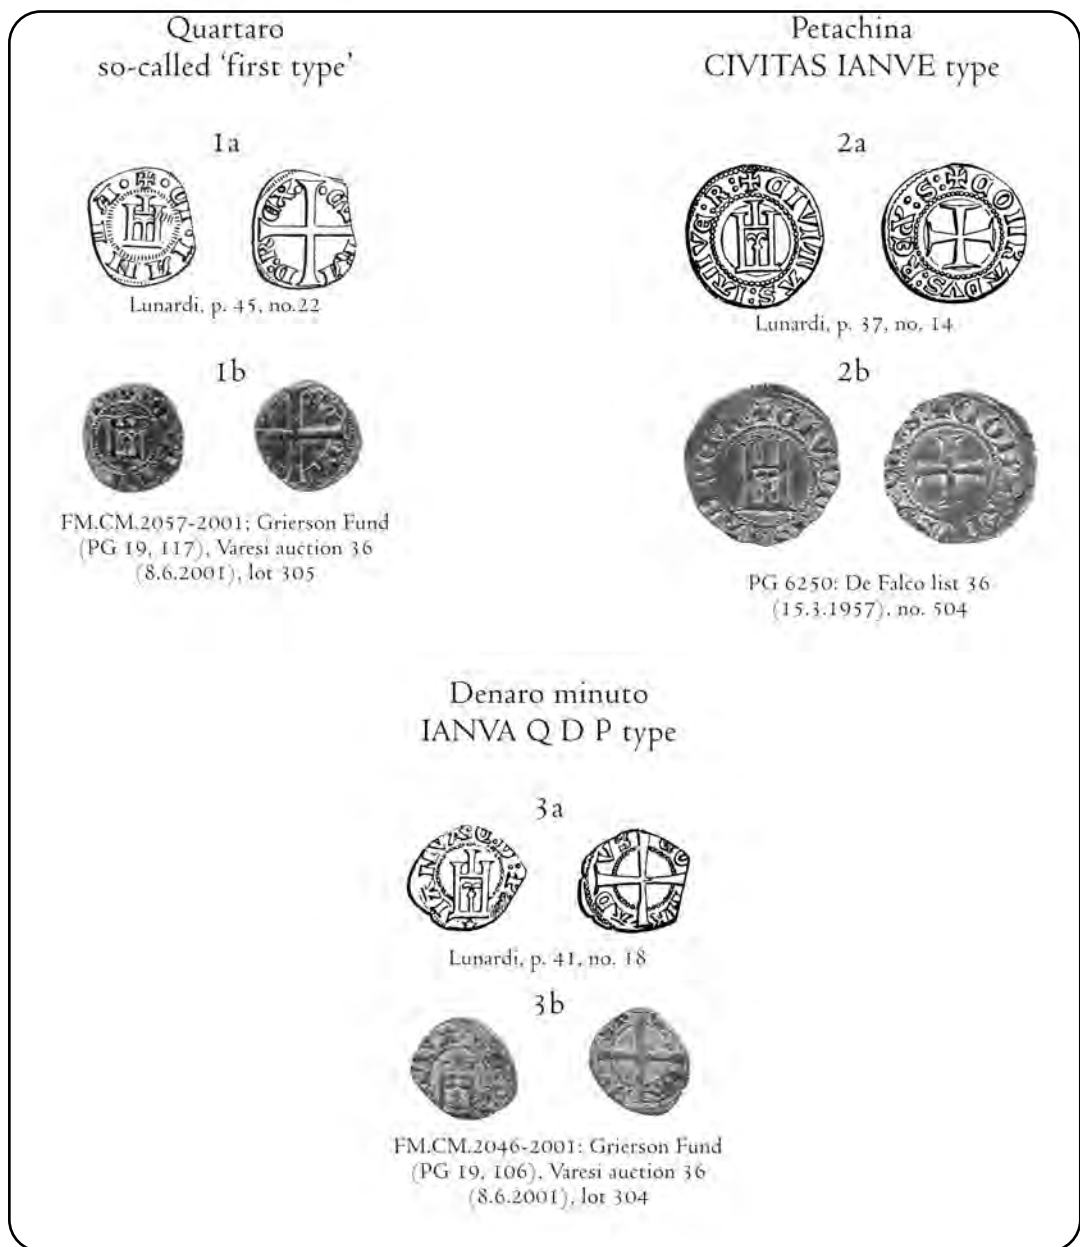 Quartaro
so-called 'first type'
1a
Lunardi, p. 45, no.22
1b
FM.CM.2057-2001; Grierson Fund
(PG 19, 117), Varesi auction 36
(8.6.2001), lot 305
Petachina
CIVITAS IANVE type
2a
CIVITAS:IANVE:R:
CONRADVS:REX:S:
Lunardi, p. 37, no. 14
2b
PG 6250: De Falco list 36
(15.3.1957), no. 504
Denaro minuto
IANVA Q D P type
3a
Lunardi, p. 41, no. 18
3b
FM.CM.2046-2001: Grierson Fund
(PG 19, 106), Varesi auction 36
(8.6.2001), lot 304